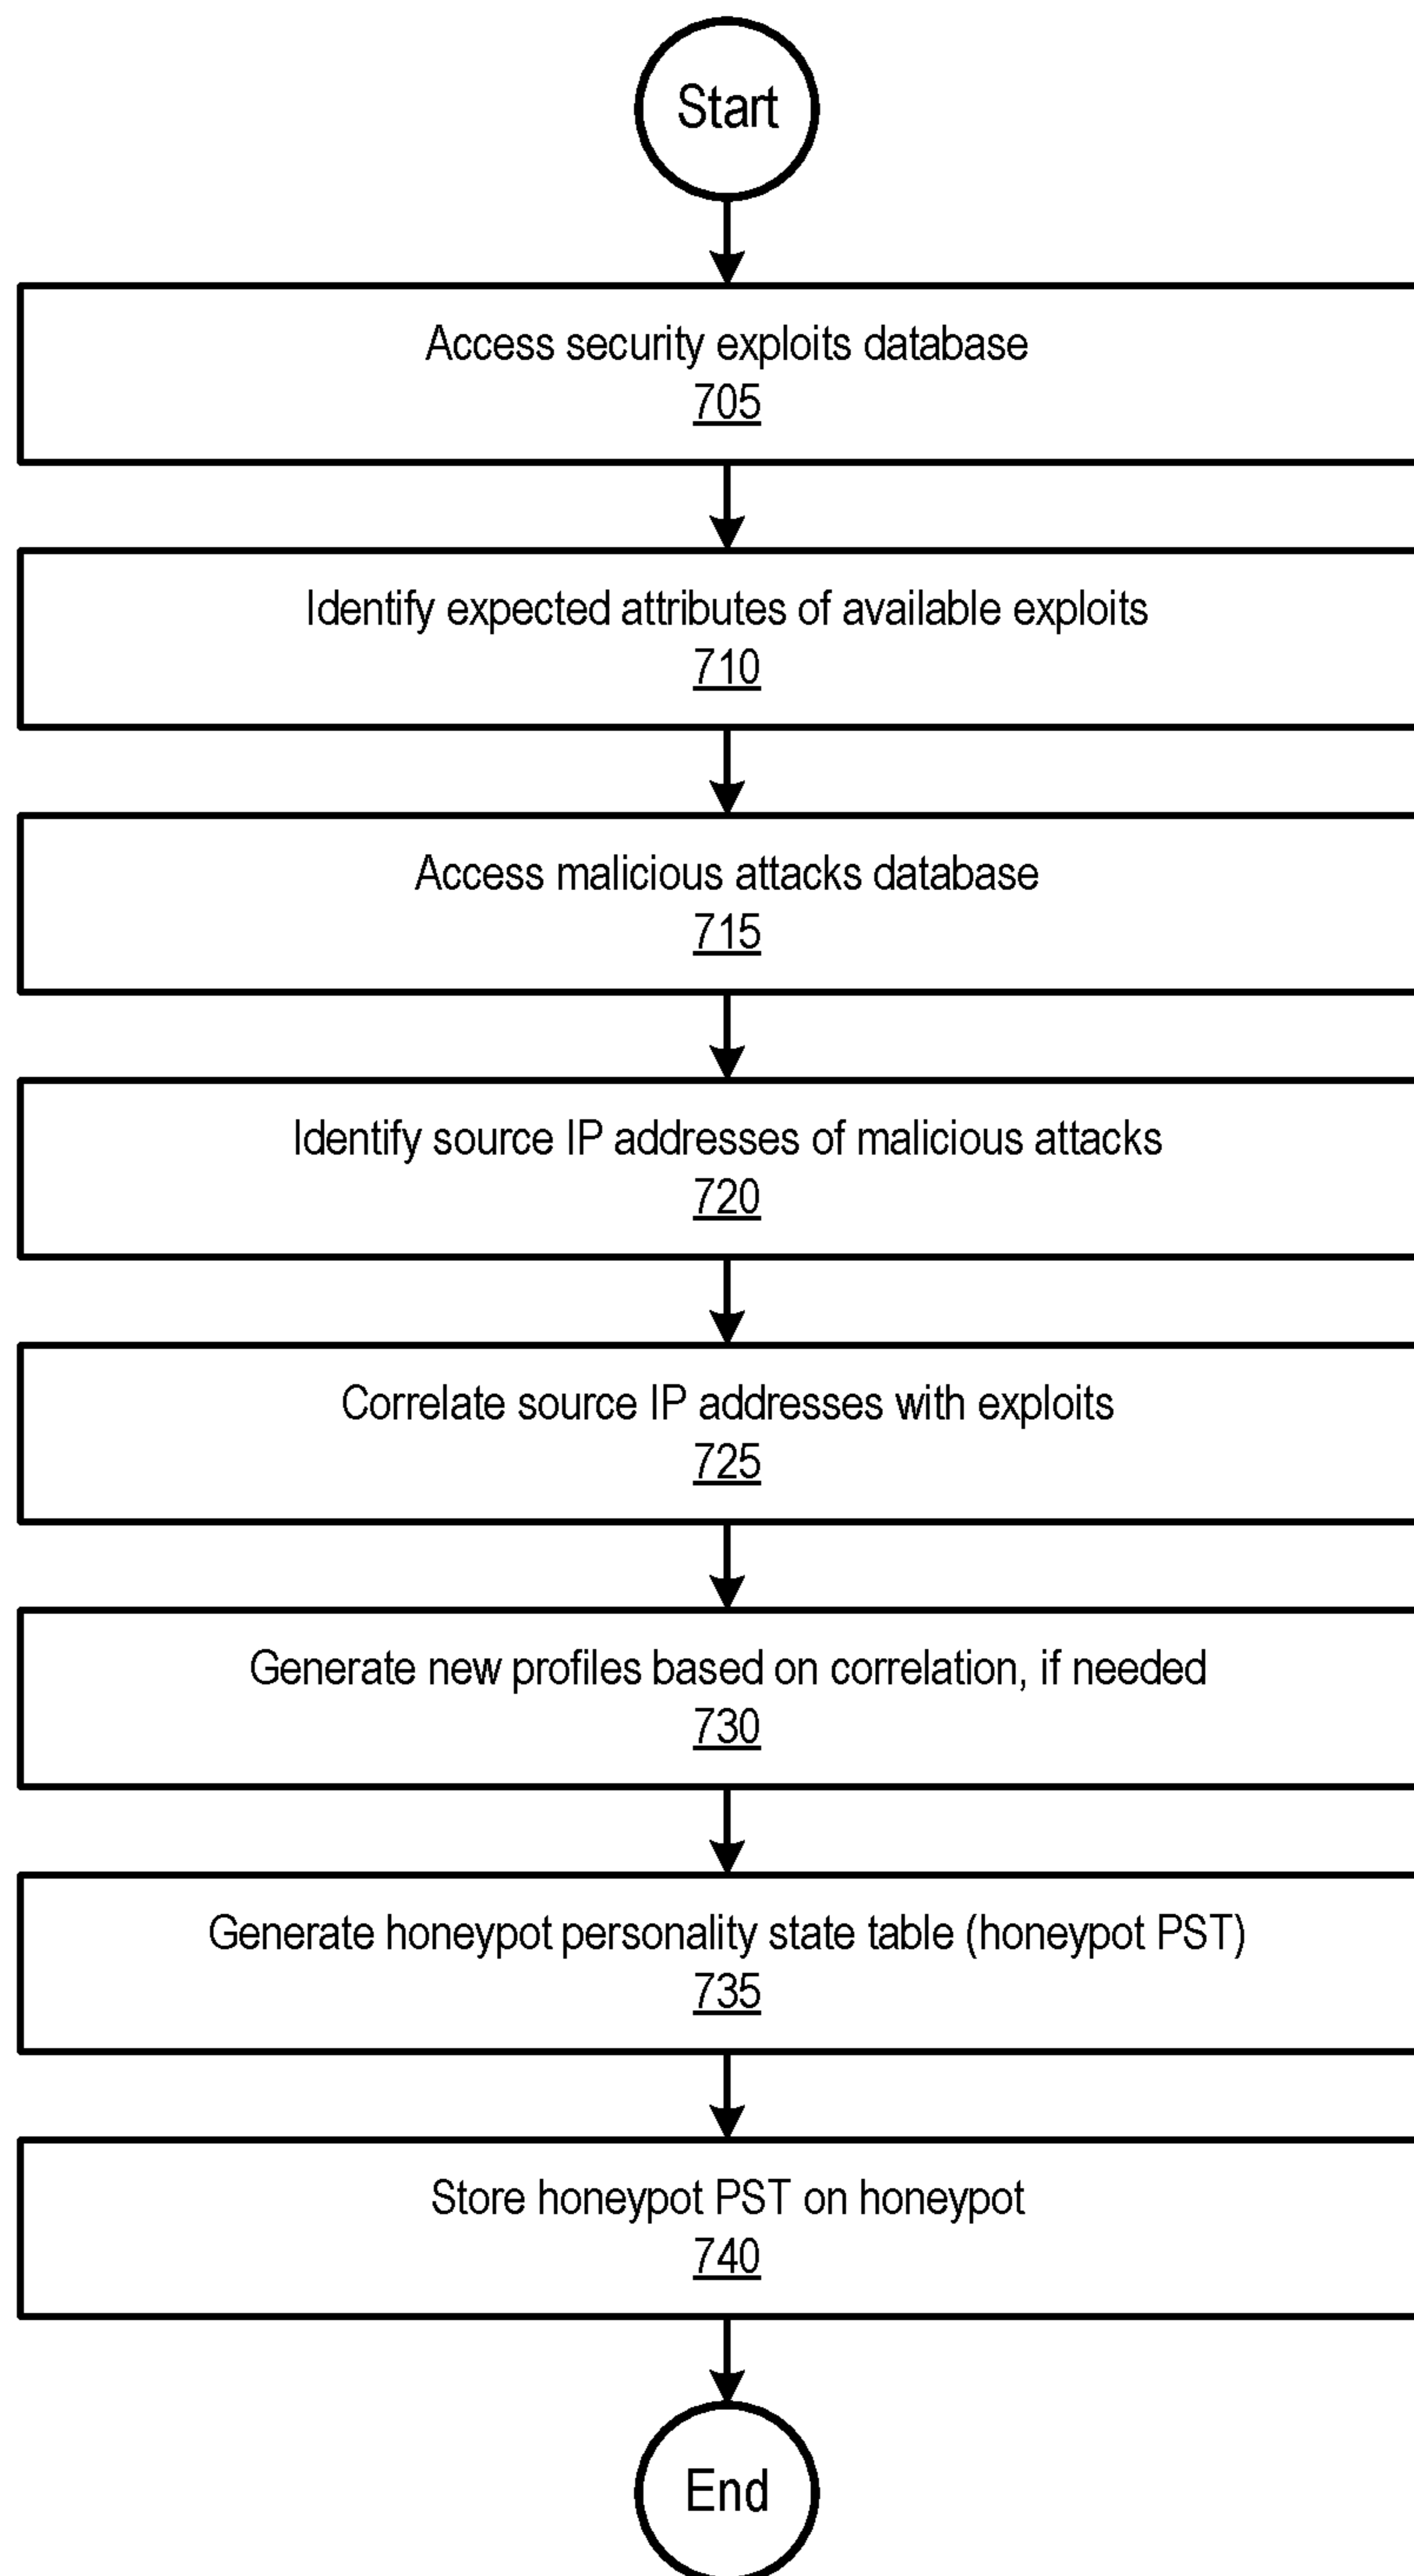 Start
Access security exploits database
705
Identify expected attributes of available exploits
710
Access malicious attacks database
715
Identify source IP addresses of malicious attacks
720
Correlate source IP addresses with exploits
725
Generate new profiles based on correlation, if needed
730
Generate honeypot personality state table (honeypot PST)
735
Store honeypot PST on honeypot
740
End